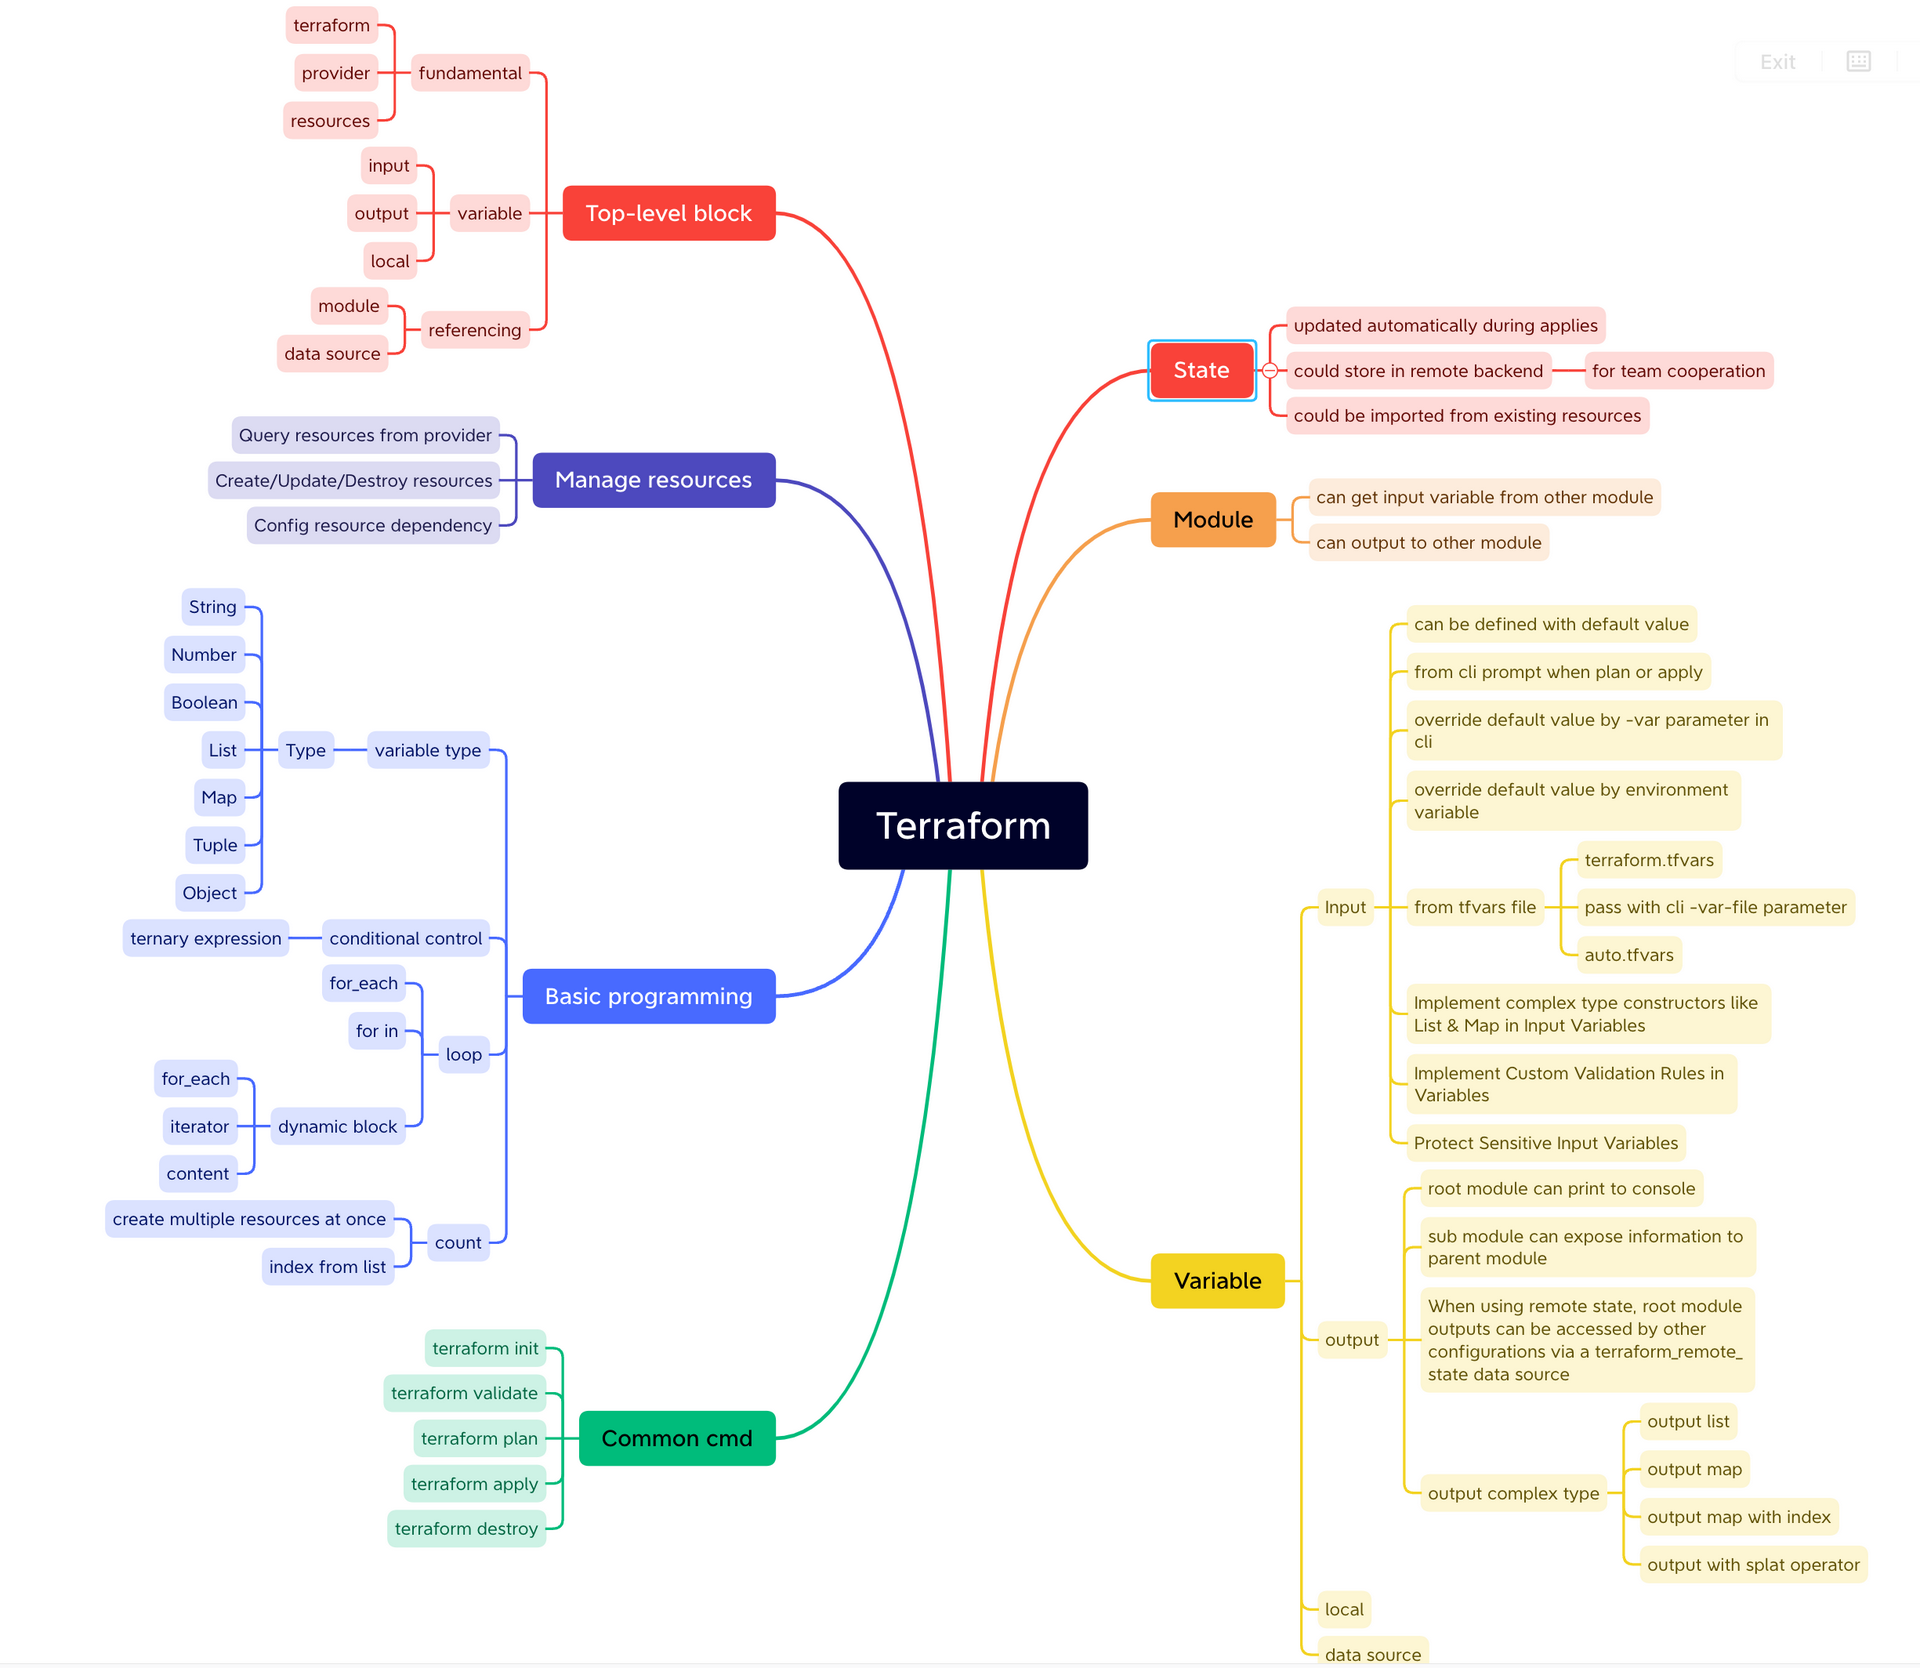 terraform
provider
resources
fundamental
input
output
local
variable
module
data source
referencing
Top-level block
Query resources from provider
Create/Update/Destroy resources
Config resource dependency
Manage resources
String
Number
Boolean
List
Map
Tuple
Object
Type
variable type
ternary expression
conditional control
for_each
for in
for_each
iterator
content
dynamic block
loop
create multiple resources at once
index from list
count
Basic programming
terraform init
terraform validate
terraform plan
terraform apply
terraform destroy
Common cmd
Terraform
Exit
State
updated automatically during applies
could store in remote backend
for team cooperation
could be imported from existing resources
Module
can get input variable from other module
can output to other module
Variable
Input
can be defined with default value
from cli prompt when plan or apply
override default value by -var parameter in
cli
override default value by environment
variable
from tfvars file
terraform.tfvars
pass with cli -var-file parameter
auto.tfvars
Implement complex type constructors like
List & Map in Input Variables
Implement Custom Validation Rules in
Variables
Protect Sensitive Input Variables
output
root module can print to console
sub module can expose information to
parent module
When using remote state, root module
outputs can be accessed by other
configurations via a terraform_remote_
state data source
output complex type
output list
output map
output map with index
output with splat operator
local
data source